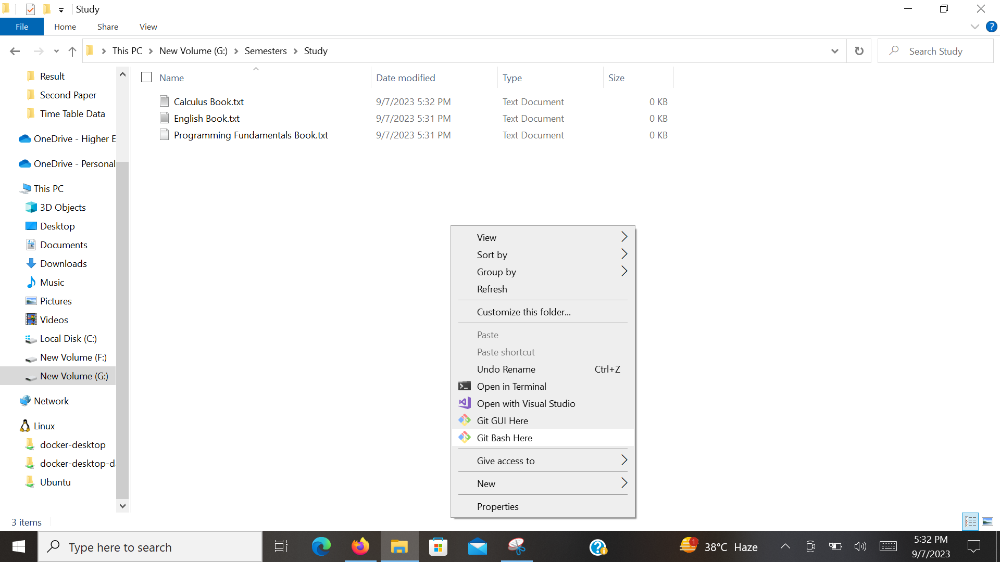 Study
File Home Share View
This PC New Volume (G:) Semesters Study
Search Study
Result
Second Paper
Time Table Data
OneDrive - Higher E
OneDrive - Personal
This PC
3D Objects
Desktop
Documents
Downloads
Music
Pictures
Videos
Local Disk (C:)
New Volume (F:)
New Volume (G:)
Network
Linux
docker-desktop
docker-desktop-d
Ubuntu
Name Date modified Type Size
Calculus Book.txt 9/7/2023 5:32 PM Text Document 0 KB
English Book.txt 9/7/2023 5:31 PM Text Document 0 KB
Programming Fundamentals Book.txt 9/7/2023 5:31 PM Text Document 0 KB
View
Sort by
Group by
Refresh
Customize this folder...
Paste
Paste shortcut
Undo Rename Ctrl+Z
Open in Terminal
Open with Visual Studio
Git GUI Here
Git Bash Here
Give access to
New
Properties
3 items
Type here to search
1
38°C Haze
5:32 PM
9/7/2023